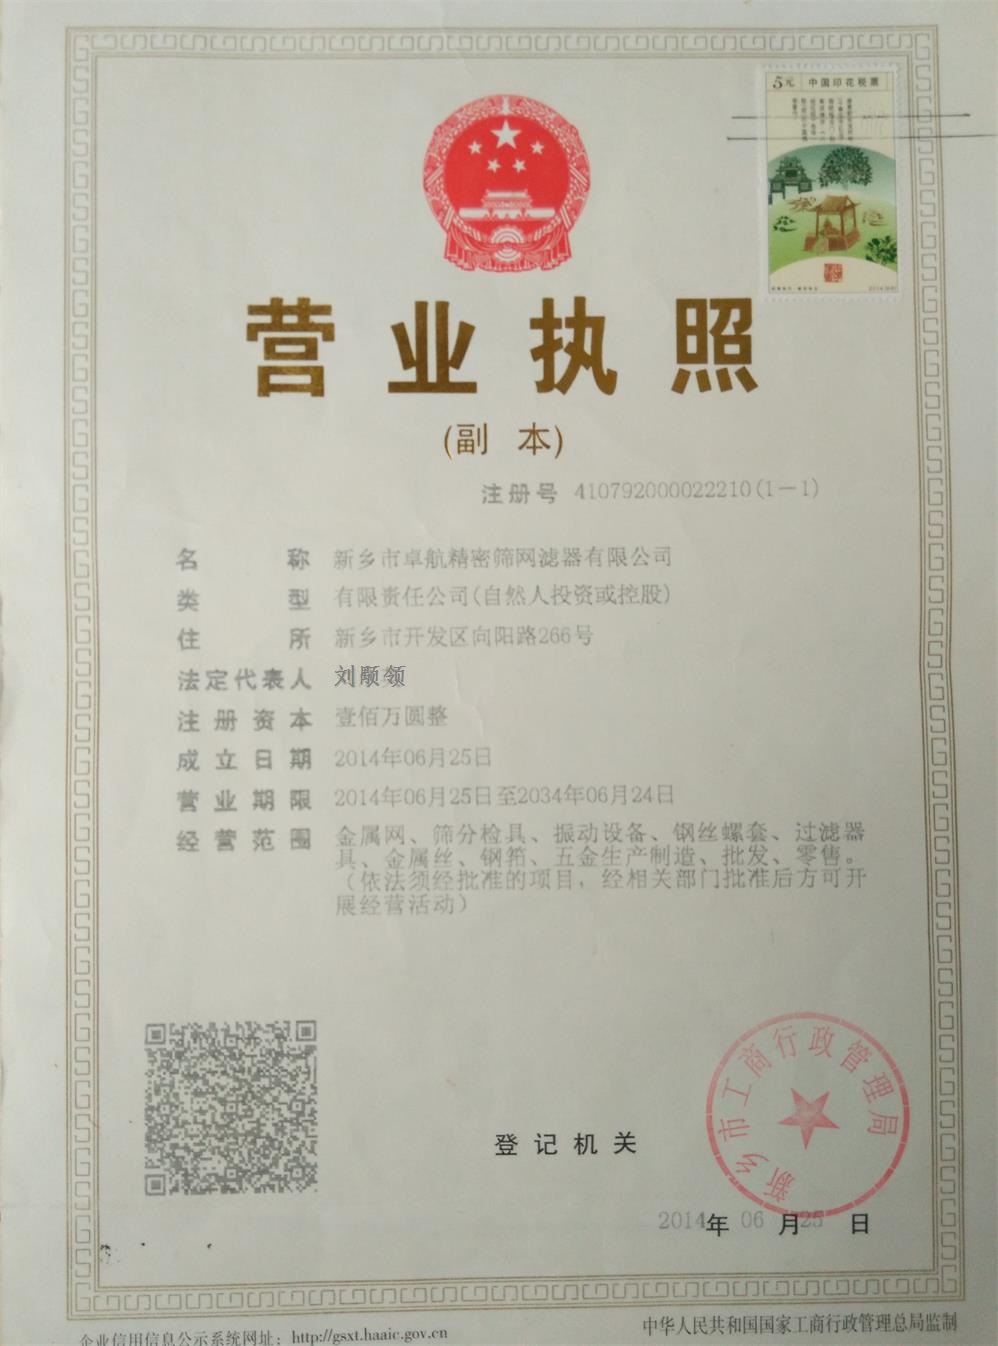 5元 中国印花税票
2014.(9-8)
营业执照
(副 本)
注册号 410792000022210(1-1)
名称 新乡市卓航精密筛网滤器有限公司
类型 有限责任公司(自然人投资或控股)
住所 新乡市开发区向阳路266号
法定代表人 刘颙颔
注册资本 壹佰万圆整
成立日期 2014年06月25日
营业期限 2014年06月25日至2034年06月24日
经营范围 金属网、筛分检具、振动设备、钢丝螺套、过滤器
具、金属丝、钢筘、五金生产制造、批发、零售。
(依法须经批准的项目,经相关部门批准后方可开
展经营活动)
新乡市工商行政管理局
登记机关
2014年 06 月25 日
企业信用信息公示系统网址: http://gsxt.haaic.gov.cn
中华人民共和国国家工商行政管理总局监制